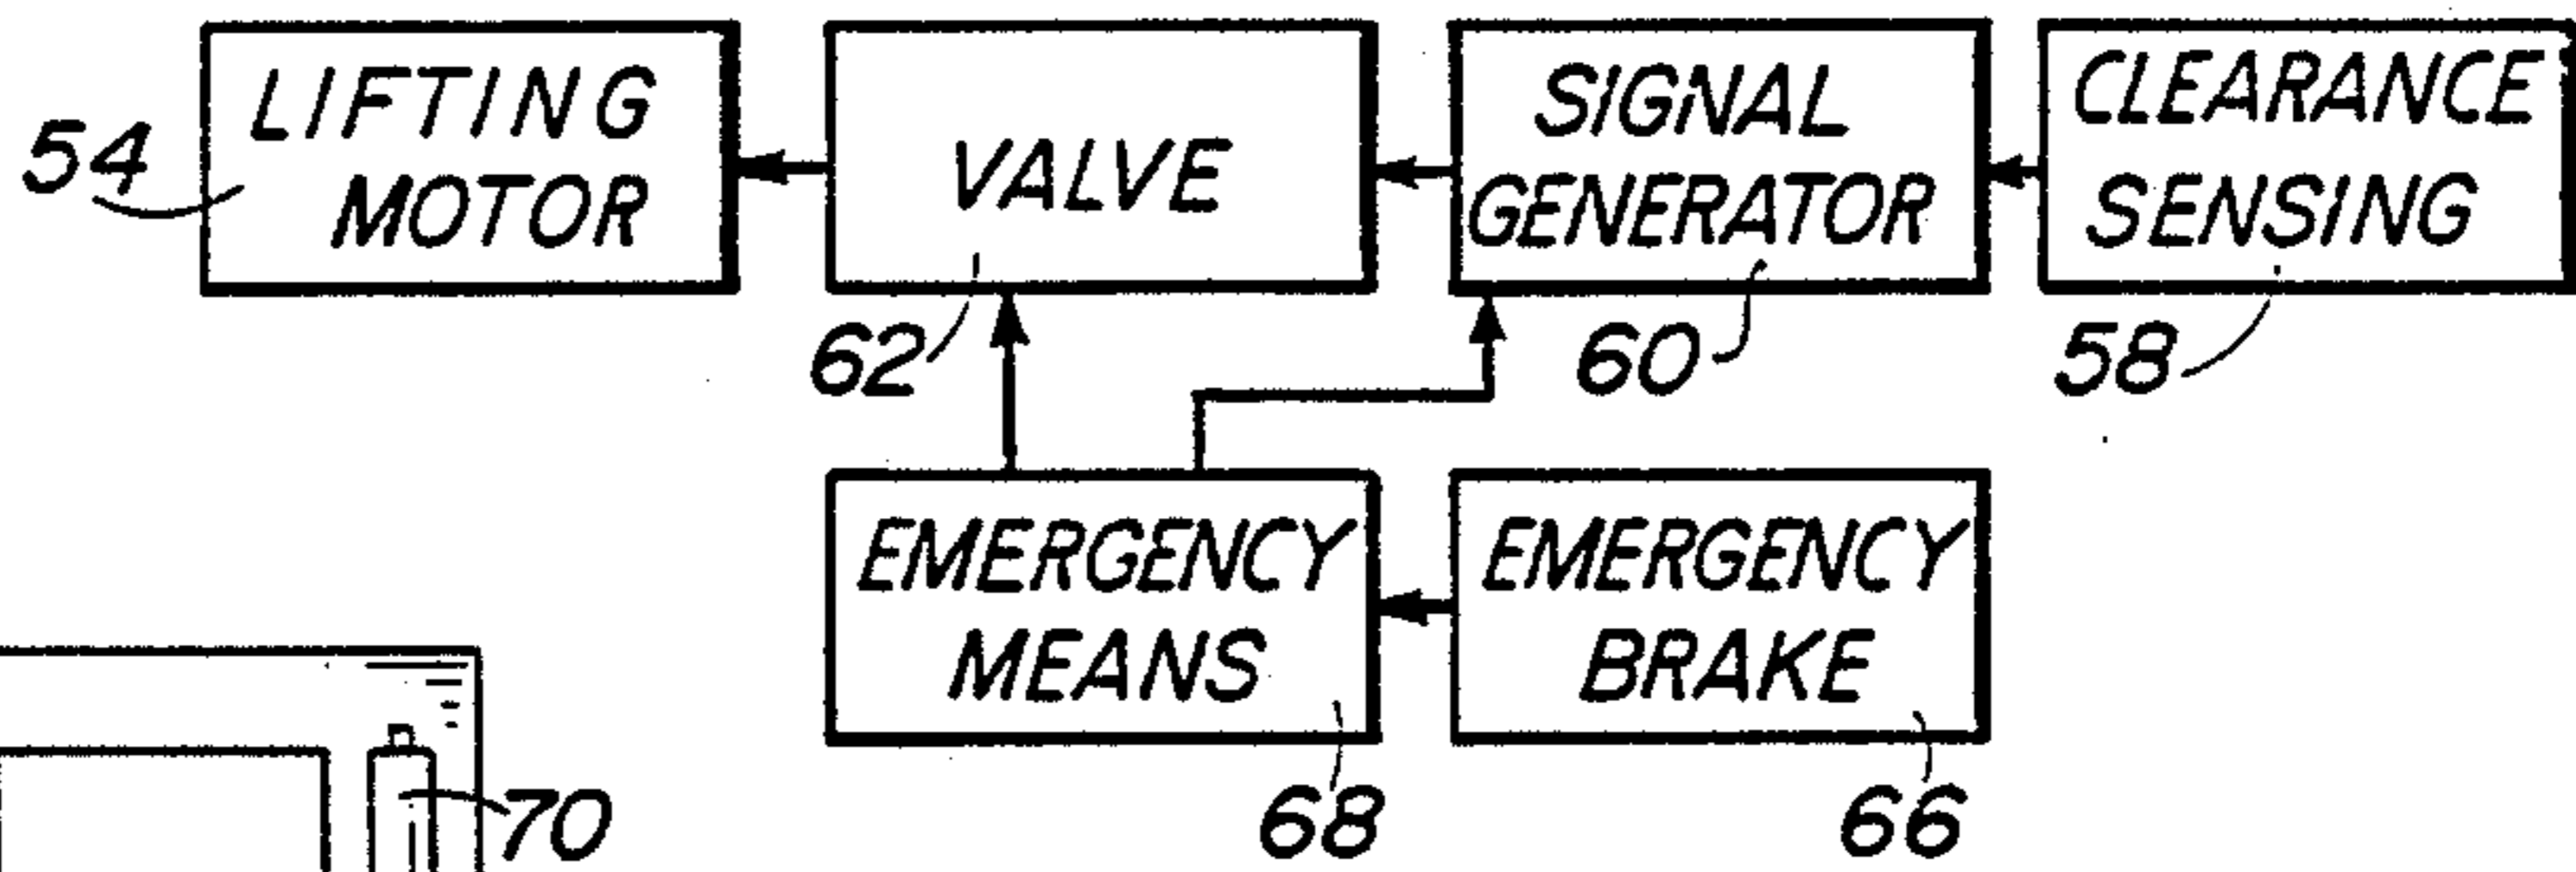 LIFTING
MOTOR
VALVE
SIGNAL
GENERATOR
CLEARANCE
SENSING
54
62
60
58
EMERGENCY
MEANS
EMERGENCY
BRAKE
68
66
70